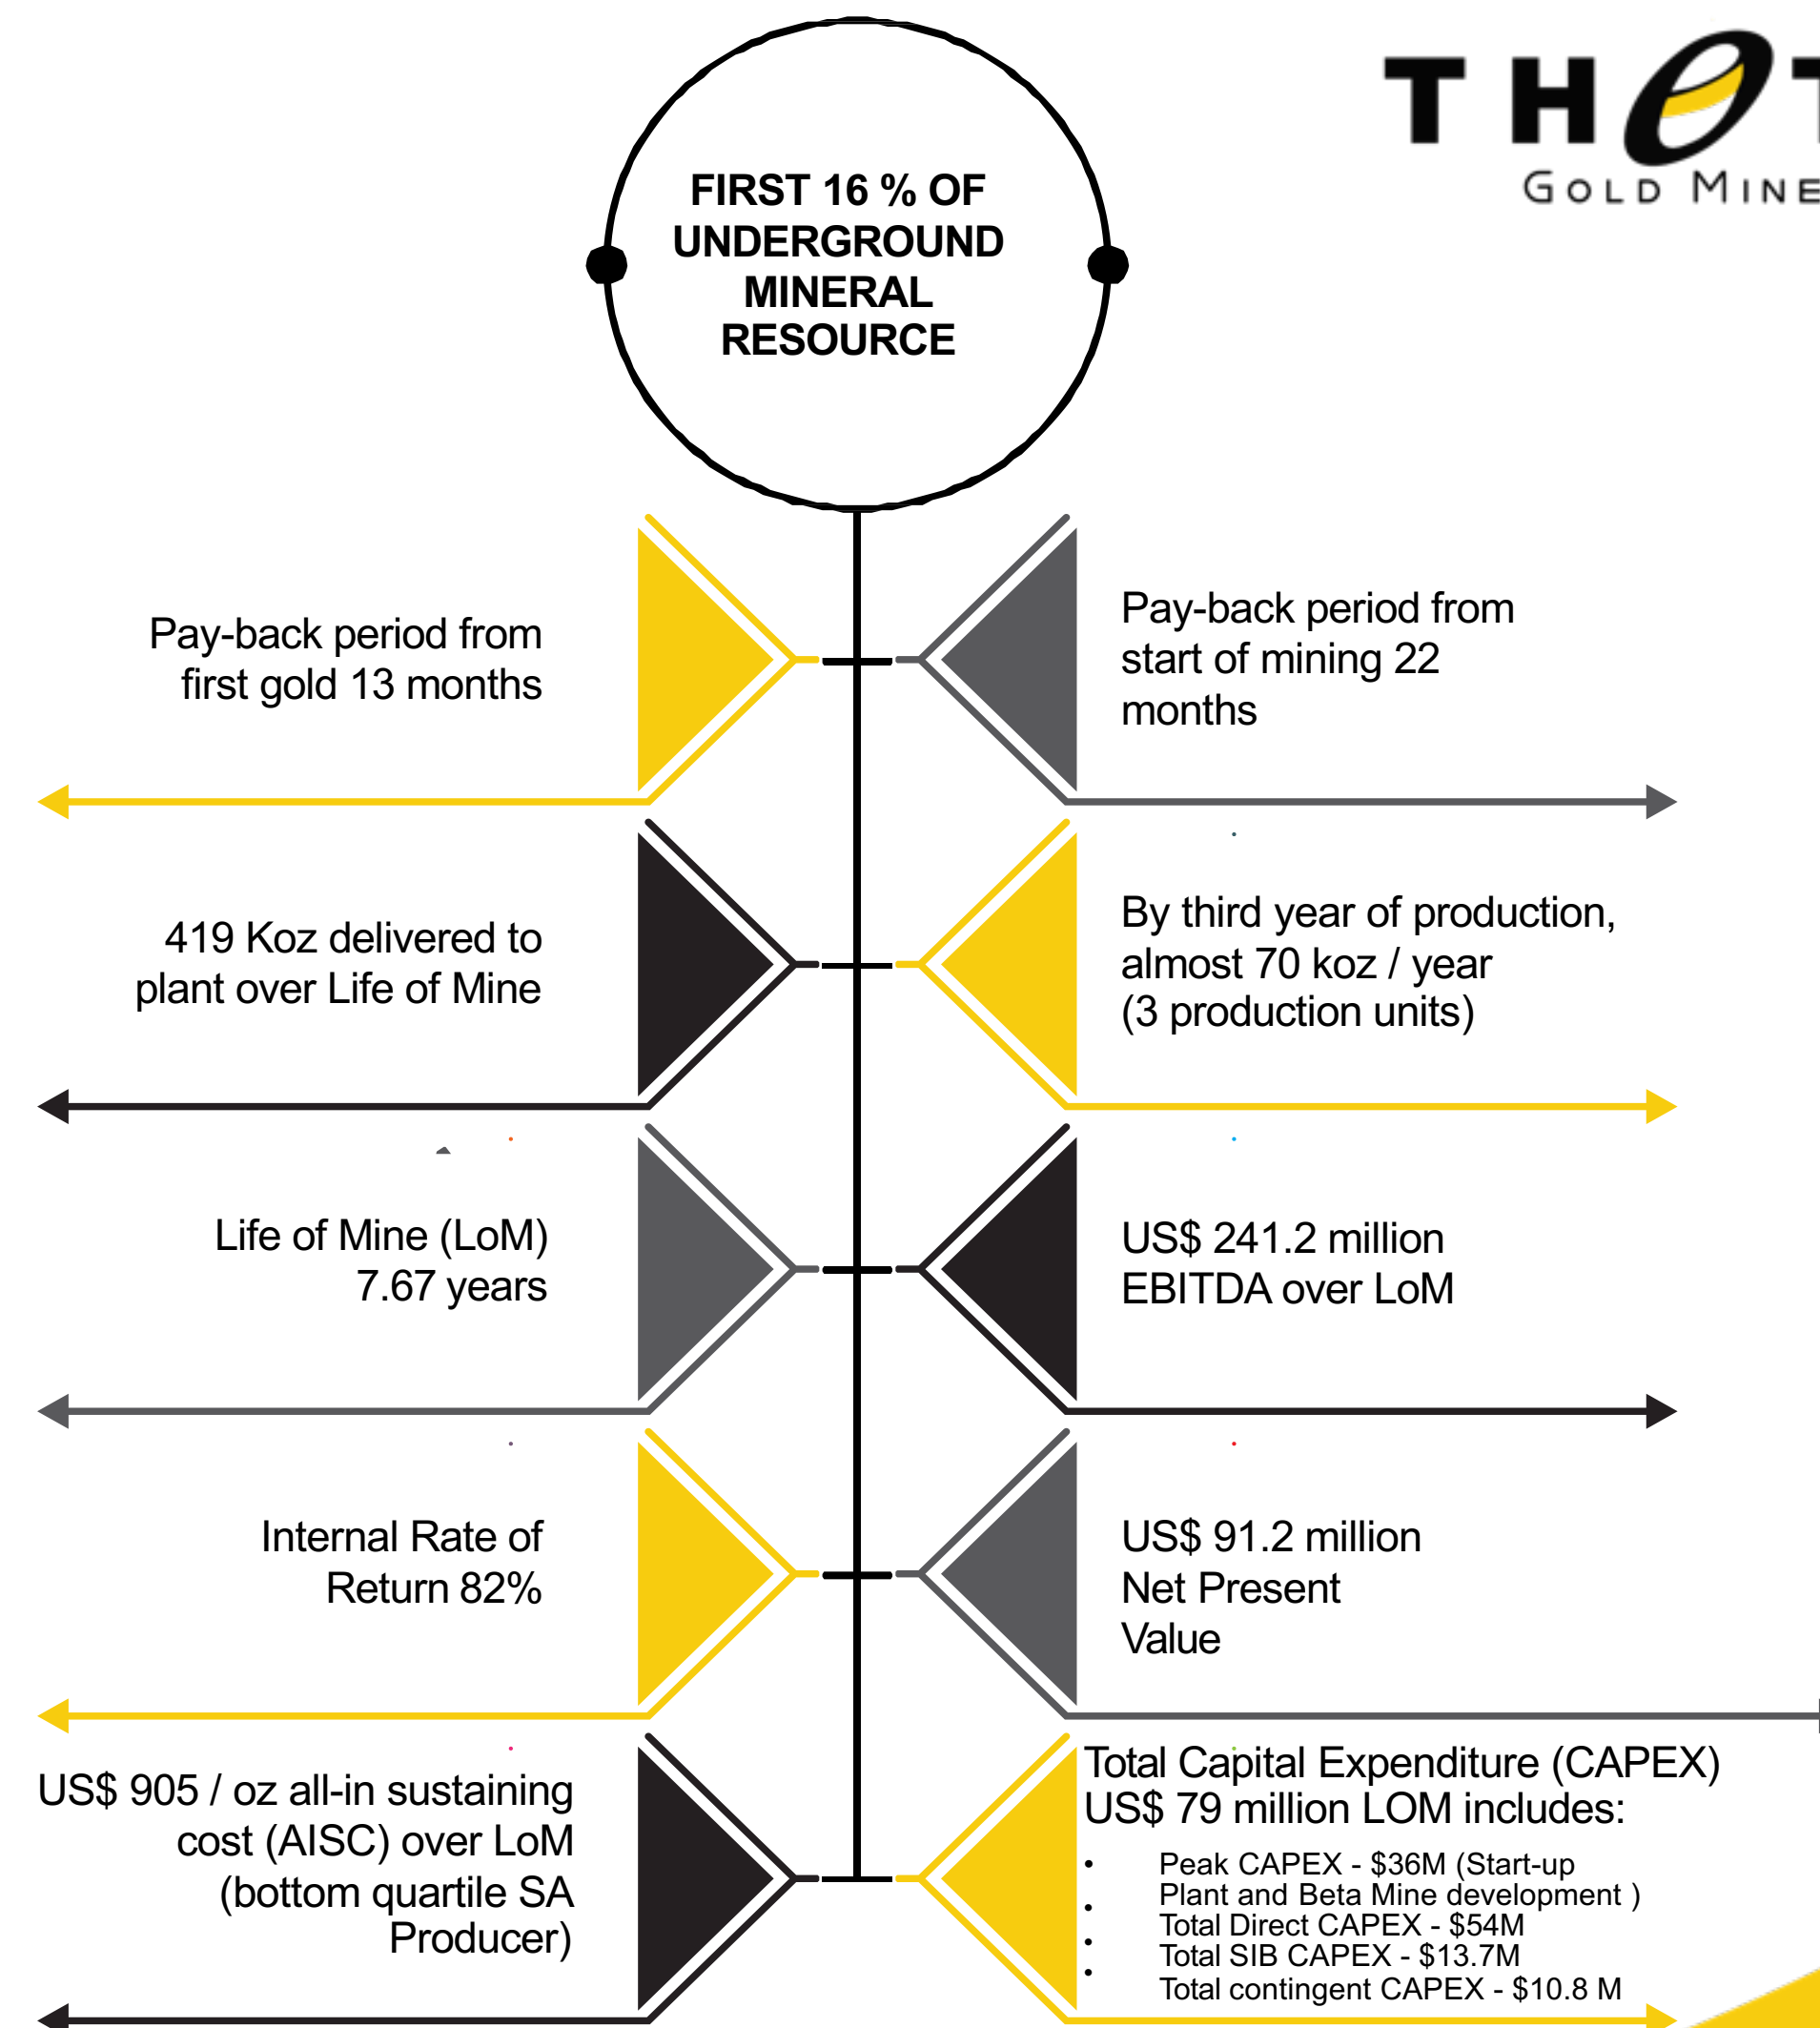 THeT
GOLD MINE
FIRST 16 % OF
UNDERGROUND
MINERAL
RESOURCE
Pay-back period from
first gold 13 months
Pay-back period from
start of mining 22
months
419 Koz delivered to
plant over Life of Mine
By third year of production,
almost 70 koz / year
(3 production units)
Life of Mine (LoM)
7.67 years
US$ 241.2 million
EBITDA over LoM
Internal Rate of
Return 82%
US$ 91.2 million
Net Present
Value
US$ 905 / oz all-in sustaining
cost (AISC) over LoM
(bottom quartile SA
Producer)
Total Capital Expenditure (CAPEX)
US$ 79 million LOM includes:
• Peak CAPEX - $36M (Start-up
Plant and Beta Mine development )
• Total Direct CAPEX - $54M
• Total SIB CAPEX - $13.7M
• Total contingent CAPEX - $10.8 M